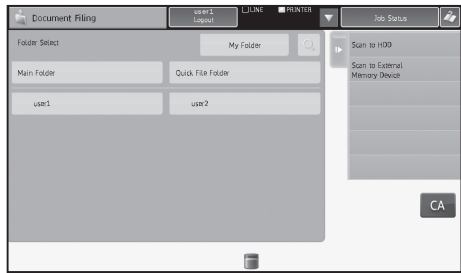 Document Filing
user1
Logout
LINE
PRINTER
Job Status
Folder Select
My Folder
Scan to HDD
Main Folder
Quick File Folder
Scan to External
Memory Device
user1
user2
CA